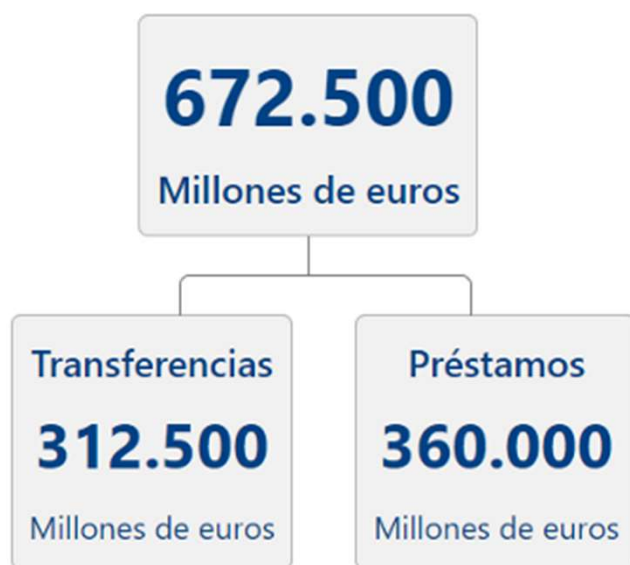 672.500
Millones de euros
Transferencias
312.500
Millones de euros
Préstamos
360.000
Millones de euros